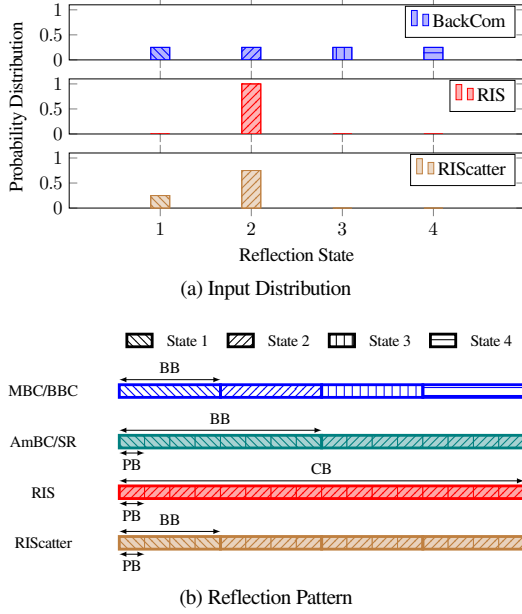 Probability Distribution
1
0.5
0
BackCom
1
0.5
0
RIS
1
0.5
0
RIScatter
1 2 3 4
Reflection State
(a) Input Distribution
State 1 State 2 State 3 State 4
BB
MBC/BBC
BB
AmBC/SR
PB
CB
RIS
PB
BB
RIScatter
PB
(b) Reflection Pattern